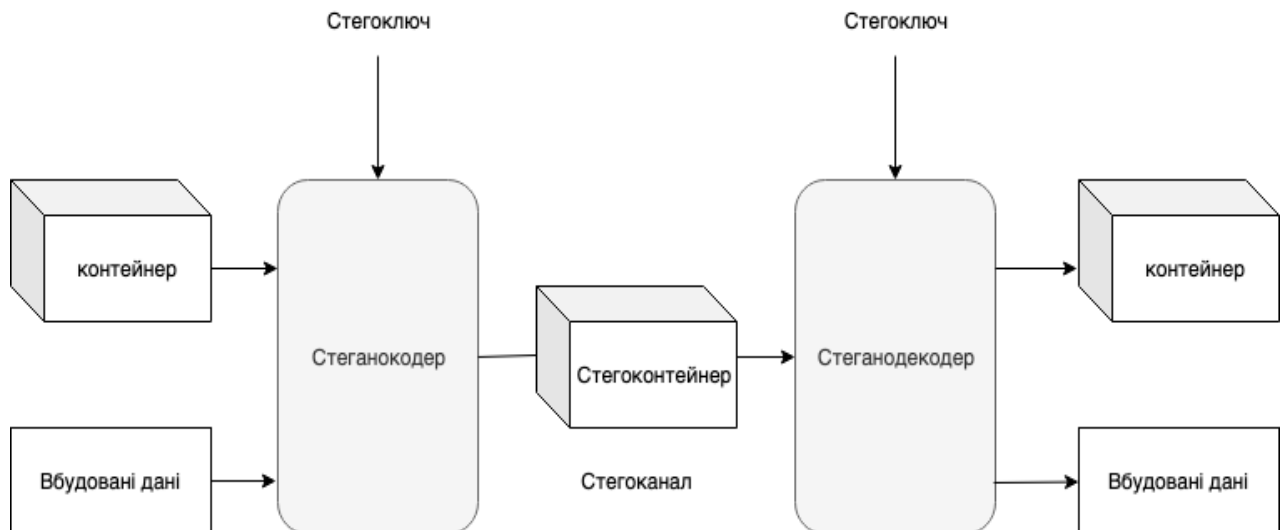 Стегоключ
Стегоключ
контейнер
контейнер
Стеганокодер
Стегоконтейнер
Стеганодекодер
Вбудовані дані
Стегоканал
Вбудовані дані